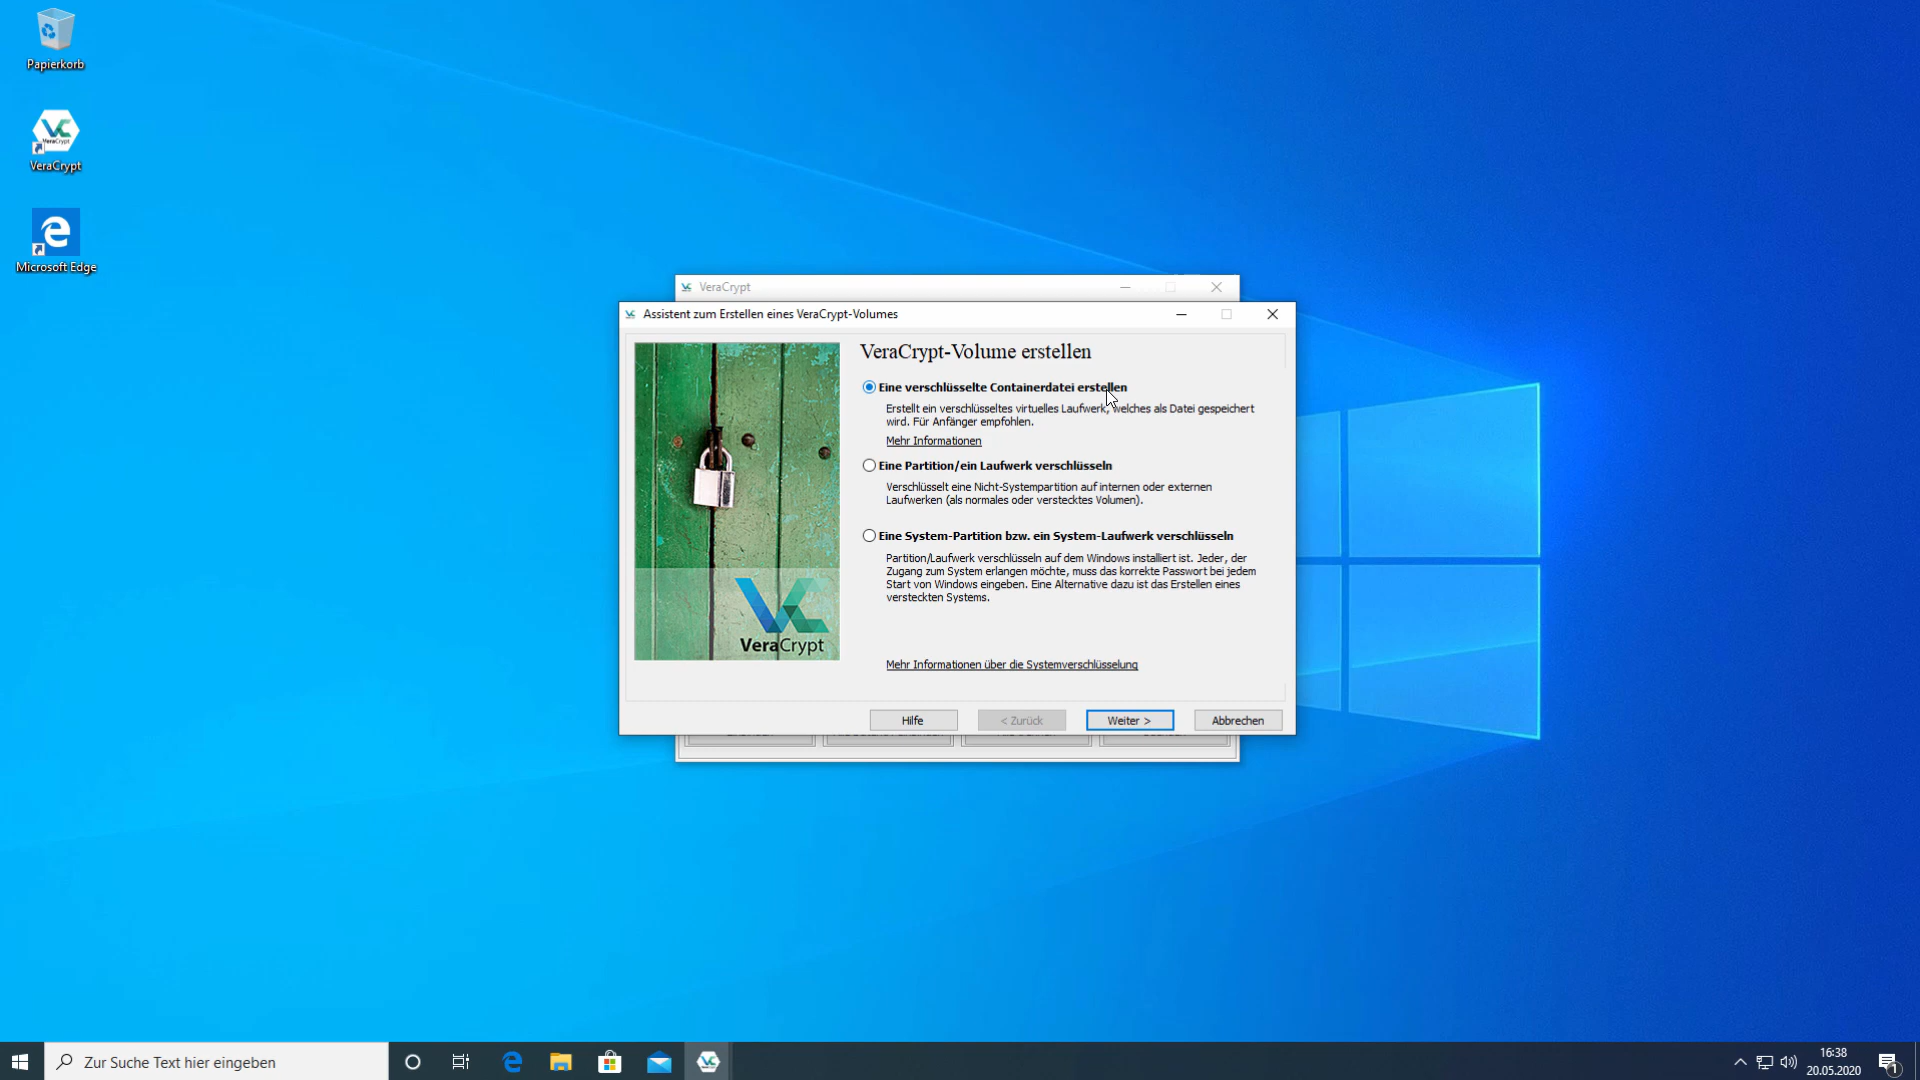 Papierkorb
VeraCrypt
VeraCrypt
Microsoft Edge
VeraCrypt
Assistent zum Erstellen eines VeraCrypt-Volumes
VeraCrypt-Volume erstellen
Eine verschlüsselte Containerdatei erstellen
Erstellt ein verschlüsseltes virtuelles Laufwerk, welches als Datei gespeichert
wird. Für Anfänger empfohlen.
Mehr Informationen
Eine Partition/ein Laufwerk verschlüsseln
Verschlüsselt eine Nicht-Systempartition auf internen oder externen
Laufwerken (als normales oder verstecktes Volumen).
Eine System-Partition bzw. ein System-Laufwerk verschlüsseln
Partition/Laufwerk verschlüsseln auf dem Windows installiert ist. Jeder, der
Zugang zum System erlangen möchte, muss das korrekte Passwort bei jedem
Start von Windows eingeben. Eine Alternative dazu ist das Erstellen eines
versteckten Systems.
VeraCrypt
Mehr Informationen über die Systemverschlüsselung
Hilfe
< Zurück
Weiter >
Abbrechen
Zur Suche Text hier eingeben
16:38
20.05.2020
1